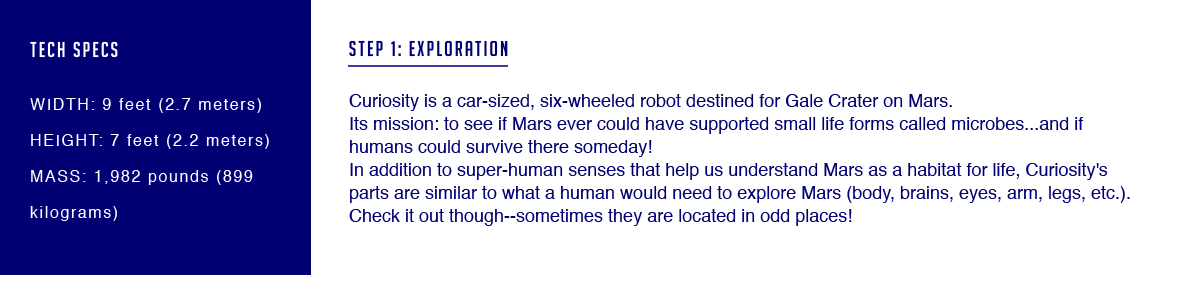 TECH SPECS
WIDTH: 9 feet (2.7 meters)
HEIGHT: 7 feet (2.2 meters)
MASS: 1,982 pounds (899
kilograms)
STEP 1: EXPLORATION
Curiosity is a car-sized, six-wheeled robot destined for Gale Crater on Mars.
Its mission: to see if Mars ever could have supported small life forms called microbes...and if
humans could survive there someday!
In addition to super-human senses that help us understand Mars as a habitat for life, Curiosity's
parts are similar to what a human would need to explore Mars (body, brains, eyes, arm, legs, etc.).
Check it out though--sometimes they are located in odd places!